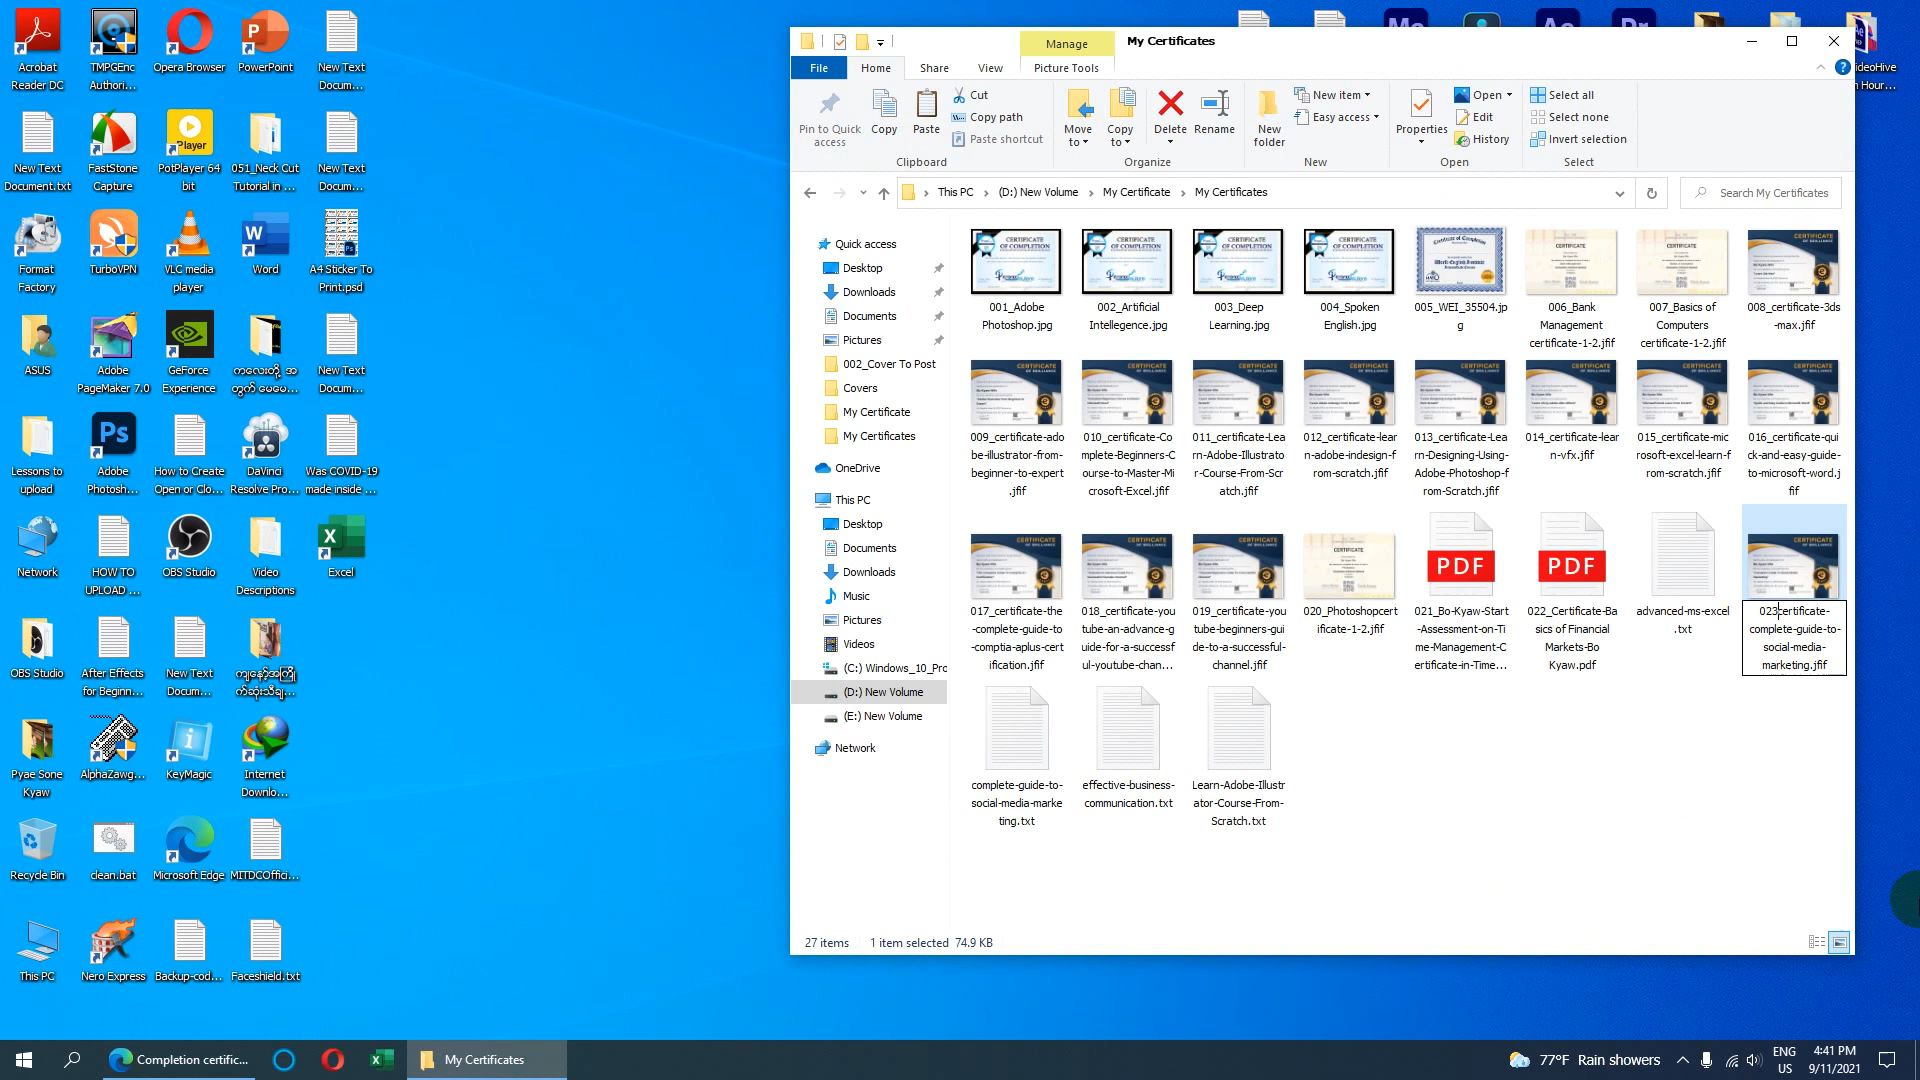 Acrobat
Reader DC
TMPGEnc
Authori...
Opera Browser
PowerPoint
New Text
Docum...
New Text
Document.txt
FastStone
Capture
PotPlayer 64
bit
051_Neck Cut
Tutorial in ...
New Text
Docum...
Format
Factory
TurboVPN
VLC media
player
Word
A4 Sticker To
Print.psd
ASUS
Adobe
PageMaker 7.0
GeForce
Experience
New Text
Docum...
Lessons to
upload
Adobe
Photosh...
How to Create
Open or Clo...
DaVinci
Resolve Pro...
Was COVID-19
made inside ...
Network
HOW TO
UPLOAD ...
OBS Studio
Video
Descriptions
Excel
OBS Studio
After Effects
for Beginn...
New Text
Docum...
Pyae Sone
Kyaw
AlphaZawg...
KeyMagic
Internet
Downlo...
Recycle Bin
clean.bat
Microsoft Edge
MITDCOffici...
This PC
Nero Express
Backup-cod...
Faceshield.txt
ideoHive
n Hour...
Manage
My Certificates
File
Home
Share
View
Picture Tools
Pin to Quick
access
Copy
Paste
Cut
Copy path
Paste shortcut
Clipboard
Move
to
Copy
to
Delete
Rename
Organize
New
folder
New item
Easy access
New
Properties
Open
Edit
History
Open
Select all
Select none
Invert selection
Select
This PC
(D:) New Volume
My Certificate
My Certificates
Search My Certificates
Quick access
Desktop
Downloads
Documents
Pictures
002_Cover To Post
Covers
My Certificate
My Certificates
OneDrive
This PC
Desktop
Documents
Downloads
Music
Pictures
Videos
(C:) Windows_10_Pro
(D:) New Volume
(E:) New Volume
Network
001_Adobe
Photoshop.jpg
002_Artificial
Intellegence.jpg
003_Deep
Learning.jpg
004_Spoken
English.jpg
005_WEI_35504.jp
g
006_Bank
Management
certificate-1-2.jfif
007_Basics of
Computers
certificate-1-2.jfif
008_certificate-3ds
-max.jfif
009_certificate-ado
be-illustrator-from-
beginner-to-expert
.jfif
010_certificate-Co
mplete-Beginners-C
ourse-to-Master-Mi
crosoft-Excel.jfif
011_certificate-Lea
rn-Adobe-Illustrato
r-Course-From-Scr
atch.jfif
012_certificate-lear
n-adobe-indesign-f
rom-scratch.jfif
013_certificate-Lea
rn-Designing-Using-
Adobe-Photoshop-f
rom-Scratch.jfif
014_certificate-lear
n-vfx.jfif
015_certificate-mic
rosoft-excel-learn-f
rom-scratch.jfif
016_certificate-qui
ck-and-easy-guide-
to-microsoft-word.j
fif
017_certificate-the
-complete-guide-to
-comptia-aplus-cert
ification.jfif
018_certificate-you
tube-an-advance-g
uide-for-a-successf
ul-youtube-chan...
019_certificate-you
tube-beginners-gui
de-to-a-successful-
channel.jfif
020_Photoshopcert
ificate-1-2.jfif
PDF
021_Bo-Kyaw-Start
-Assessment-on-Ti
me-Management-C
ertificate-in-Time...
PDF
022_Certificate-Ba
sics of Financial
Markets-Bo
Kyaw.pdf
advanced-ms-excel
.txt
023certificate-
complete-guide-to-
social-media-
marketing.jfif
complete-guide-to-
social-media-marke
ting.txt
effective-business-
communication.txt
Learn-Adobe-Illustr
ator-Course-From-
Scratch.txt
27 items
1 item selected 74.9 KB
Completion certific...
My Certificates
77°F Rain showers
ENG
US
4:41 PM
9/11/2021